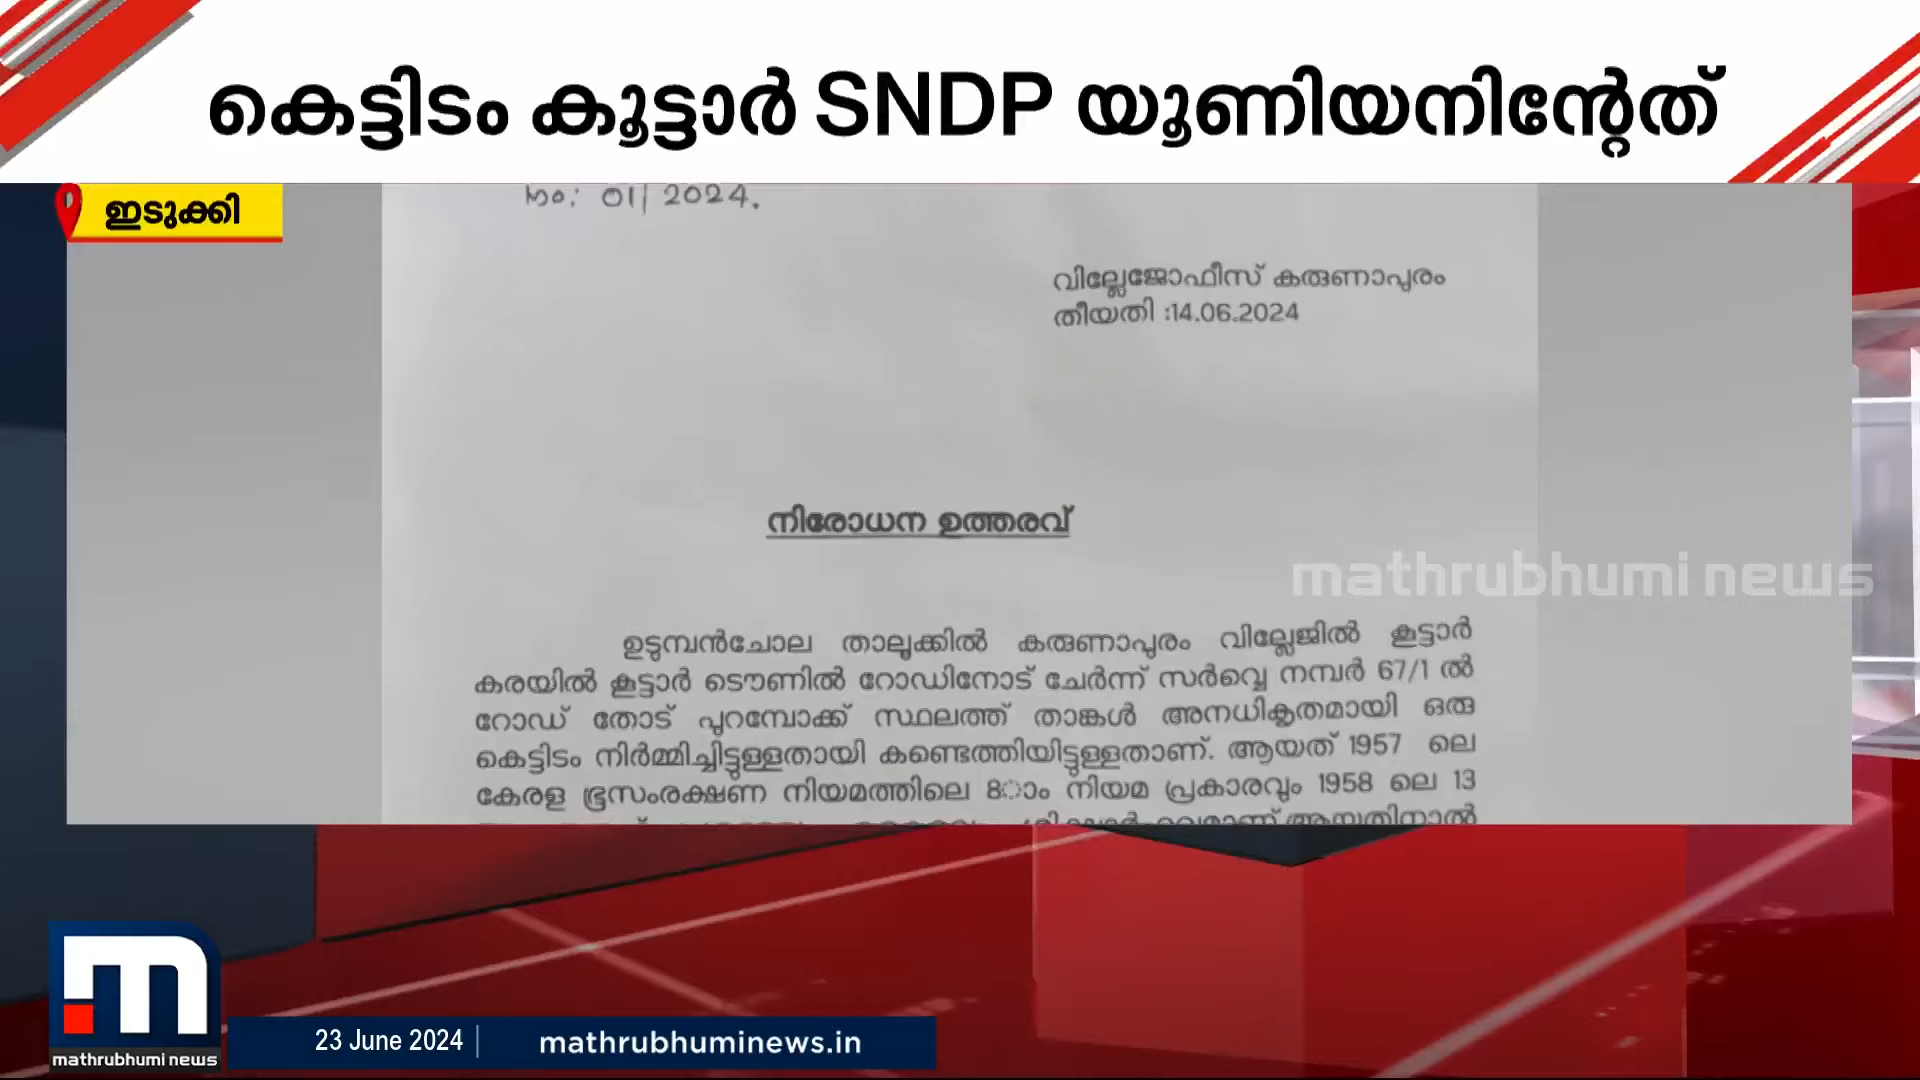 കെട്ടിടം കൂട്ടാർ SNDP യൂണിയനിന്റേത്
ഇടുക്കി
no: 01/2024.
വില്ലേജോഫീസ് കരുണാപുരം
തീയതി :14.06.2024
നിരോധന ഉത്തരവ്
mathrubhumi news
ഉടുമ്പൻചോല താലൂക്കിൽ കരുണാപുരം വില്ലേജിൽ കൂട്ടാർ
കരയിൽ കൂട്ടാർ ടൌണിൽ റോഡിനോട് ചേർന്ന് സർവ്വെ നമ്പർ 67/1 ൽ
റോഡ് തോട് പുറമ്പോക്ക് സ്ഥലത്ത് താങ്കൾ അനധികൃതമായി ഒരു
കെട്ടിടം നിർമ്മിച്ചിട്ടുള്ളതായി കണ്ടെത്തിയിട്ടുള്ളതാണ്. ആയത് 1957 ലെ
കേരള ഭൂസംരക്ഷണ നിയമത്തിലെ 8ാം നിയമ പ്രകാരവും 1958 ലെ 13
ആയതിനാൽ
mathrubhumi news
23 June 2024
mathrubhuminews.in